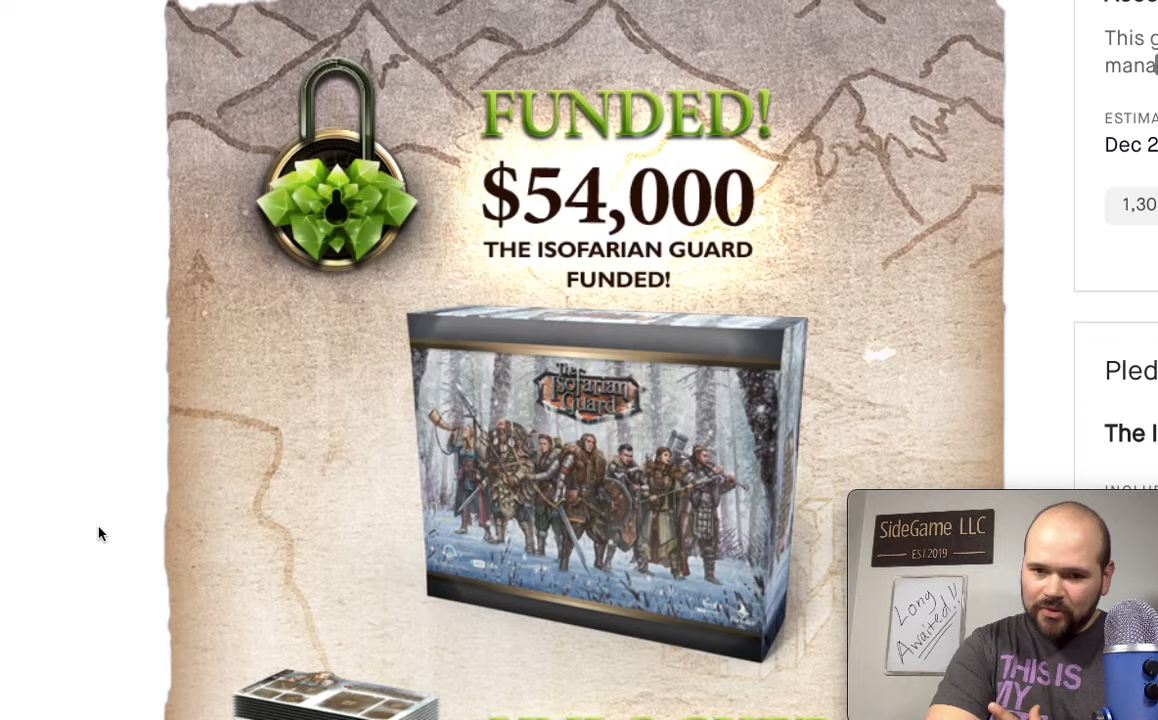 FUNDED!
$54,000
THE ISOFARIAN GUARD
FUNDED!
The
Isofarian
Guard
This g
mana
ESTIMA
Dec 2
1,30
Pled
The I
SideGame LLC
EST 2019
Long
Awaited!!
THIS IS
MY